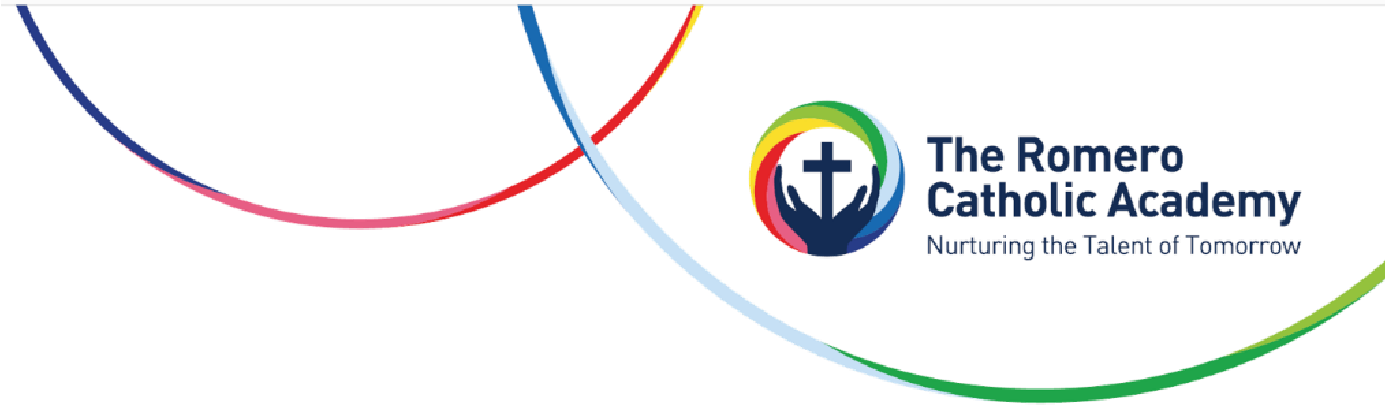 The Romero
Catholic Academy
Nurturing the Talent of Tomorrow